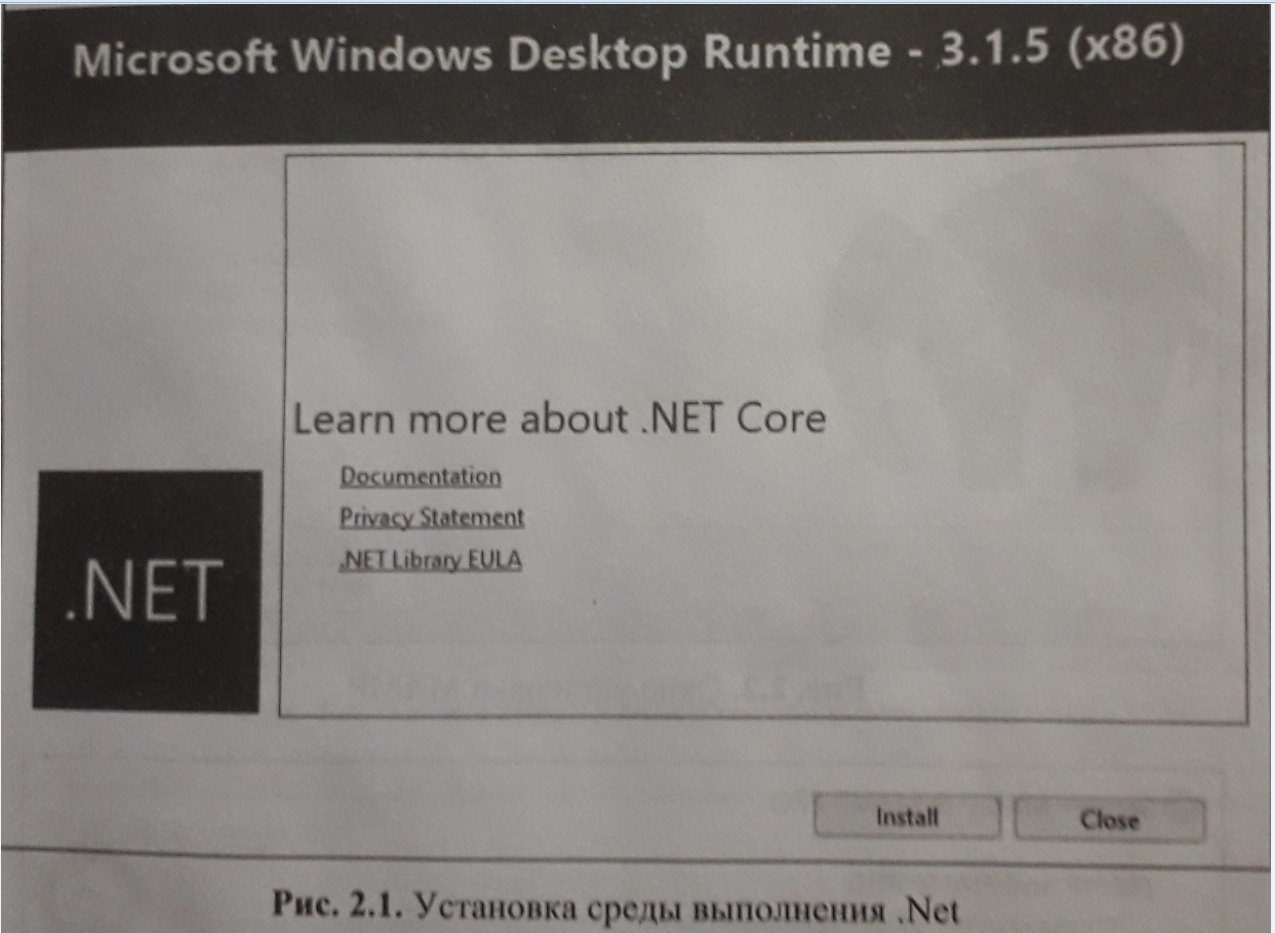 Microsoft Windows Desktop Runtime - 3.1.5 (x86)
Learn more about .NET Core
Documentation
Privacy Statement
.NET Library EULA
.NET
Install
Close
Рис. 2.1. Установка среды выполнения .Net